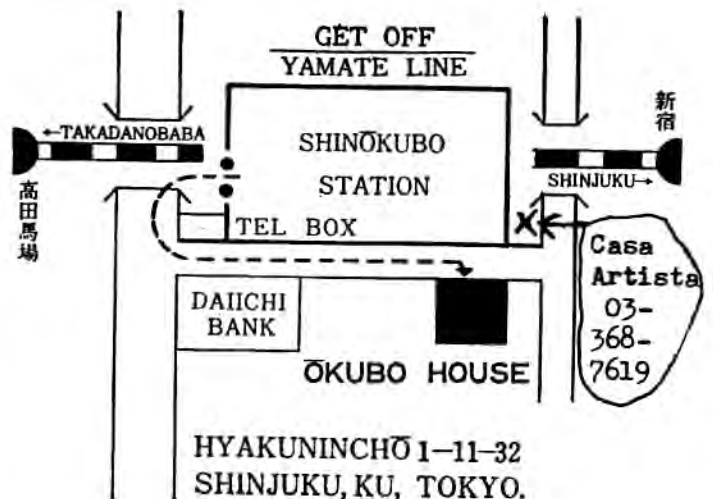 GET OFF
YAMATE LINE
←TAKADANOBABA
高田馬場
SHINŌKUBO
STATION
TEL BOX
新宿
SHINJUKU→
X
Casa
Artista
03-
368-
7619
DAIICHI
BANK
ŌKUBO HOUSE
HYAKUNINCHŌ 1-11-32
SHINJUKU, KU, TOKYO.